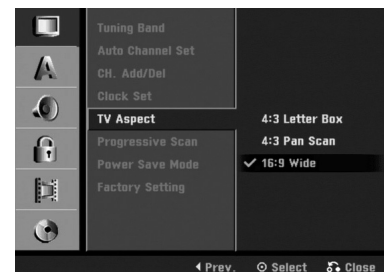 Tuning Band
Auto Channel Set
CH. Add/Del
Clock Set
TV Aspect 4:3 Letter Box
Progressive Scan 4:3 Pan Scan
Power Save Mode ✓ 16:9 Wide
Factory Setting
A
Prev. Select Close